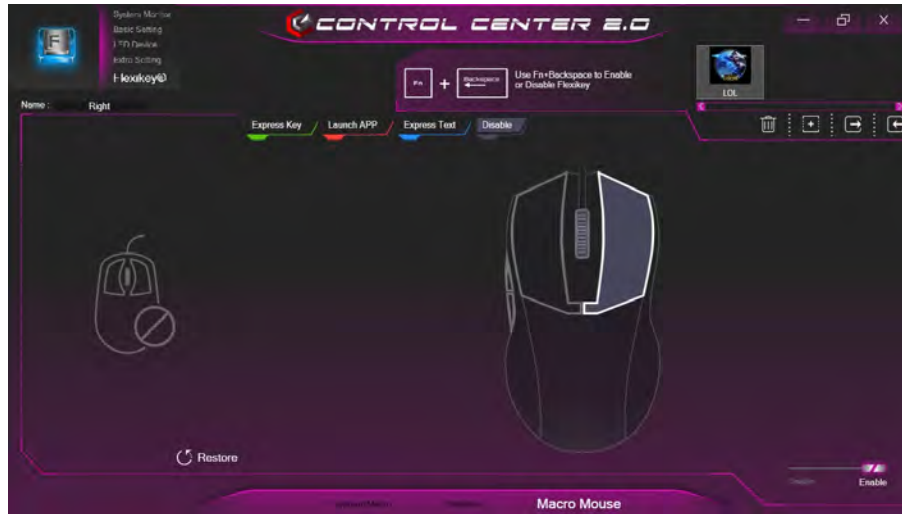 System Monitor
Basic Setting
LED Device
Extra Setting
Flexikey®
CONTROL CENTER 2.0
Fn + Backspace
Use Fn+Backspace to Enable
or Disable Flexikey
LOL
Name : Right
Express Key / Launch APP / Express Text / Disable
Restore
Enable
Macro Mouse